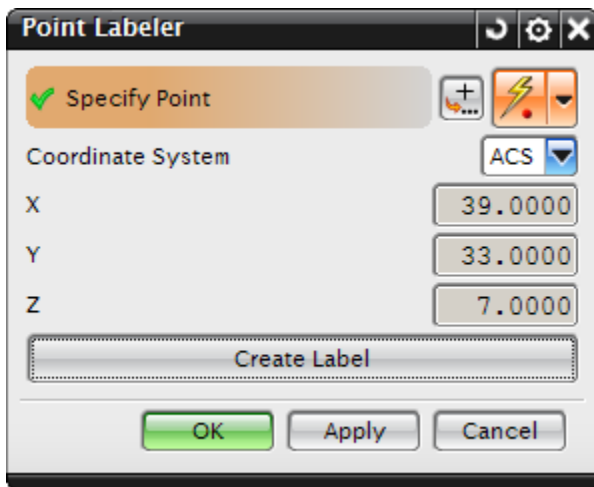 Point Labeler
Specify Point
Coordinate System ACS
X 39.0000
Y 33.0000
Z 7.0000
Create Label
OK Apply Cancel